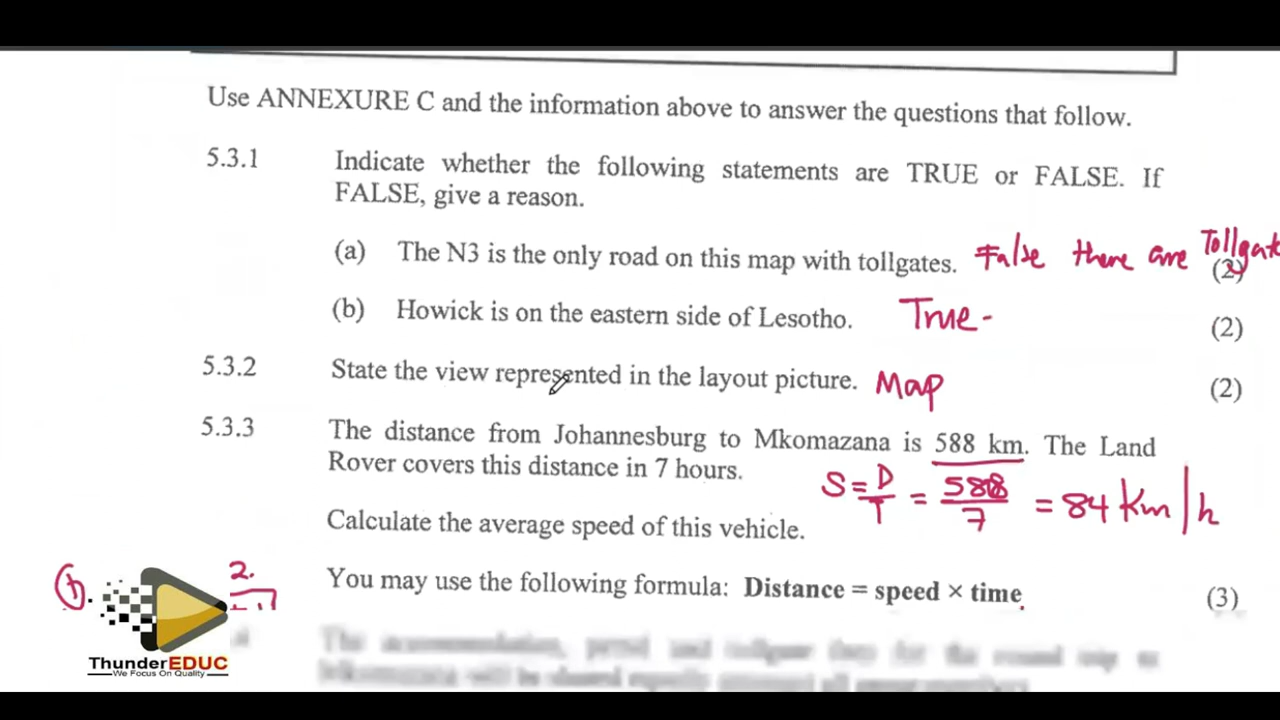 Use ANNEXURE C and the information above to answer the questions that follow.
5.3.1 Indicate whether the following statements are TRUE or FALSE. If
FALSE, give a reason.
(a) The N3 is the only road on this map with tollgates. False there are Tollgate
(2)
(b) Howick is on the eastern side of Lesotho. True- (2)
5.3.2 State the view represented in the layout picture. Map (2)
5.3.3 The distance from Johannesburg to Mkomazana is 588 km. The Land
Rover covers this distance in 7 hours.
S = D/T = 588/7 = 84 km/h
Calculate the average speed of this vehicle.
2.
You may use the following formula: Distance = speed × time. (3)
ThunderEDUC
We Focus On Quality